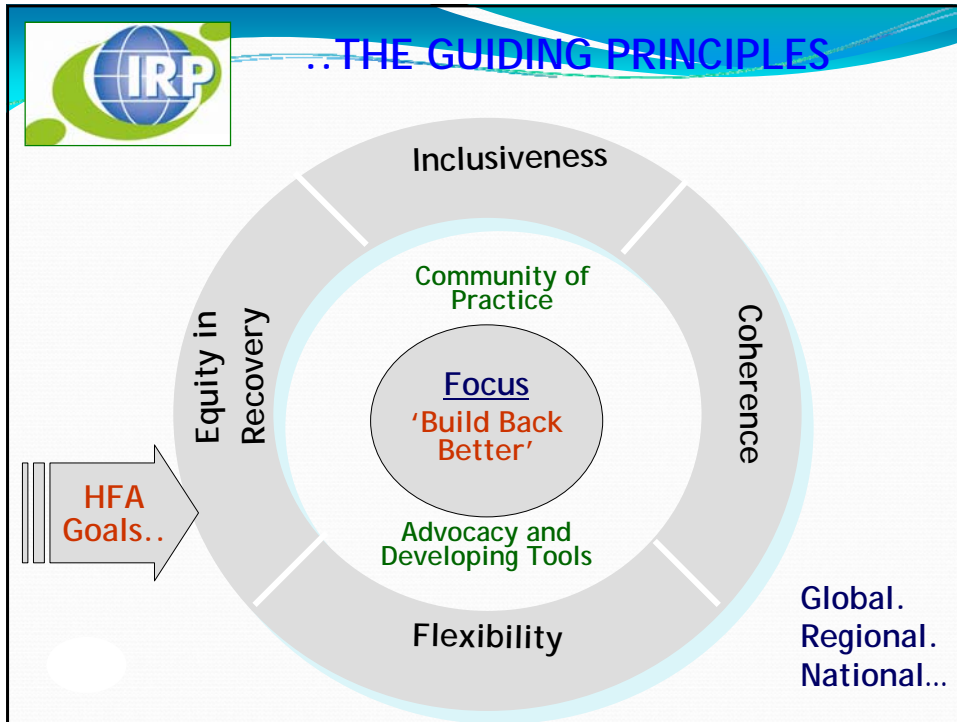 IRP
..THE GUIDING PRINCIPLES
Inclusiveness
Community of
Practice
Equity in
Recovery
Coherence
Focus
‘Build Back
Better’
HFA
Goals..
Advocacy and
Developing Tools
Flexibility
Global.
Regional.
National…